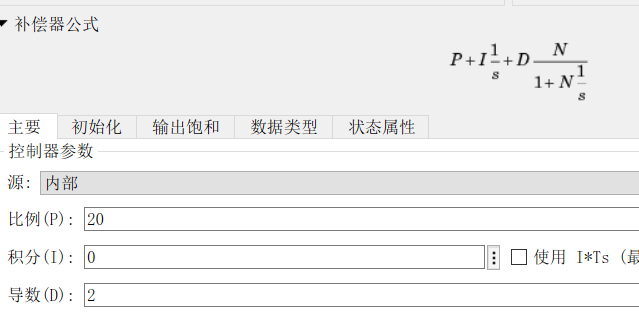 补偿器公式
P+I\frac{1}{s}+D\frac{N}{1+N\frac{1}{s}}
主要 初始化 输出饱和 数据类型 状态属性
控制器参数
源: 内部
比例(P): 20
积分(I): 0 使用 I*Ts (最
导数(D): 2